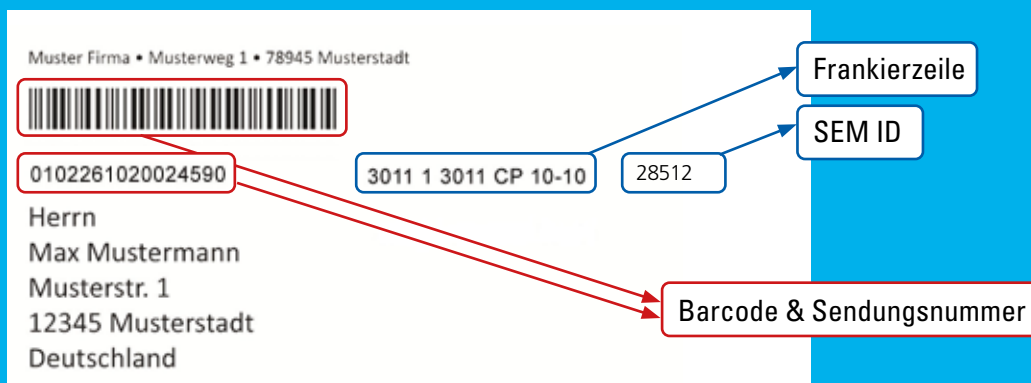 Muster Firma • Musterweg 1 • 78945 Musterstadt
Frankierzeile
SEM ID
0102261020024590 3011 1 3011 CP 10-10 28512
Herrn
Max Mustermann
Musterstr. 1
12345 Musterstadt
Deutschland
Barcode & Sendungsnummer